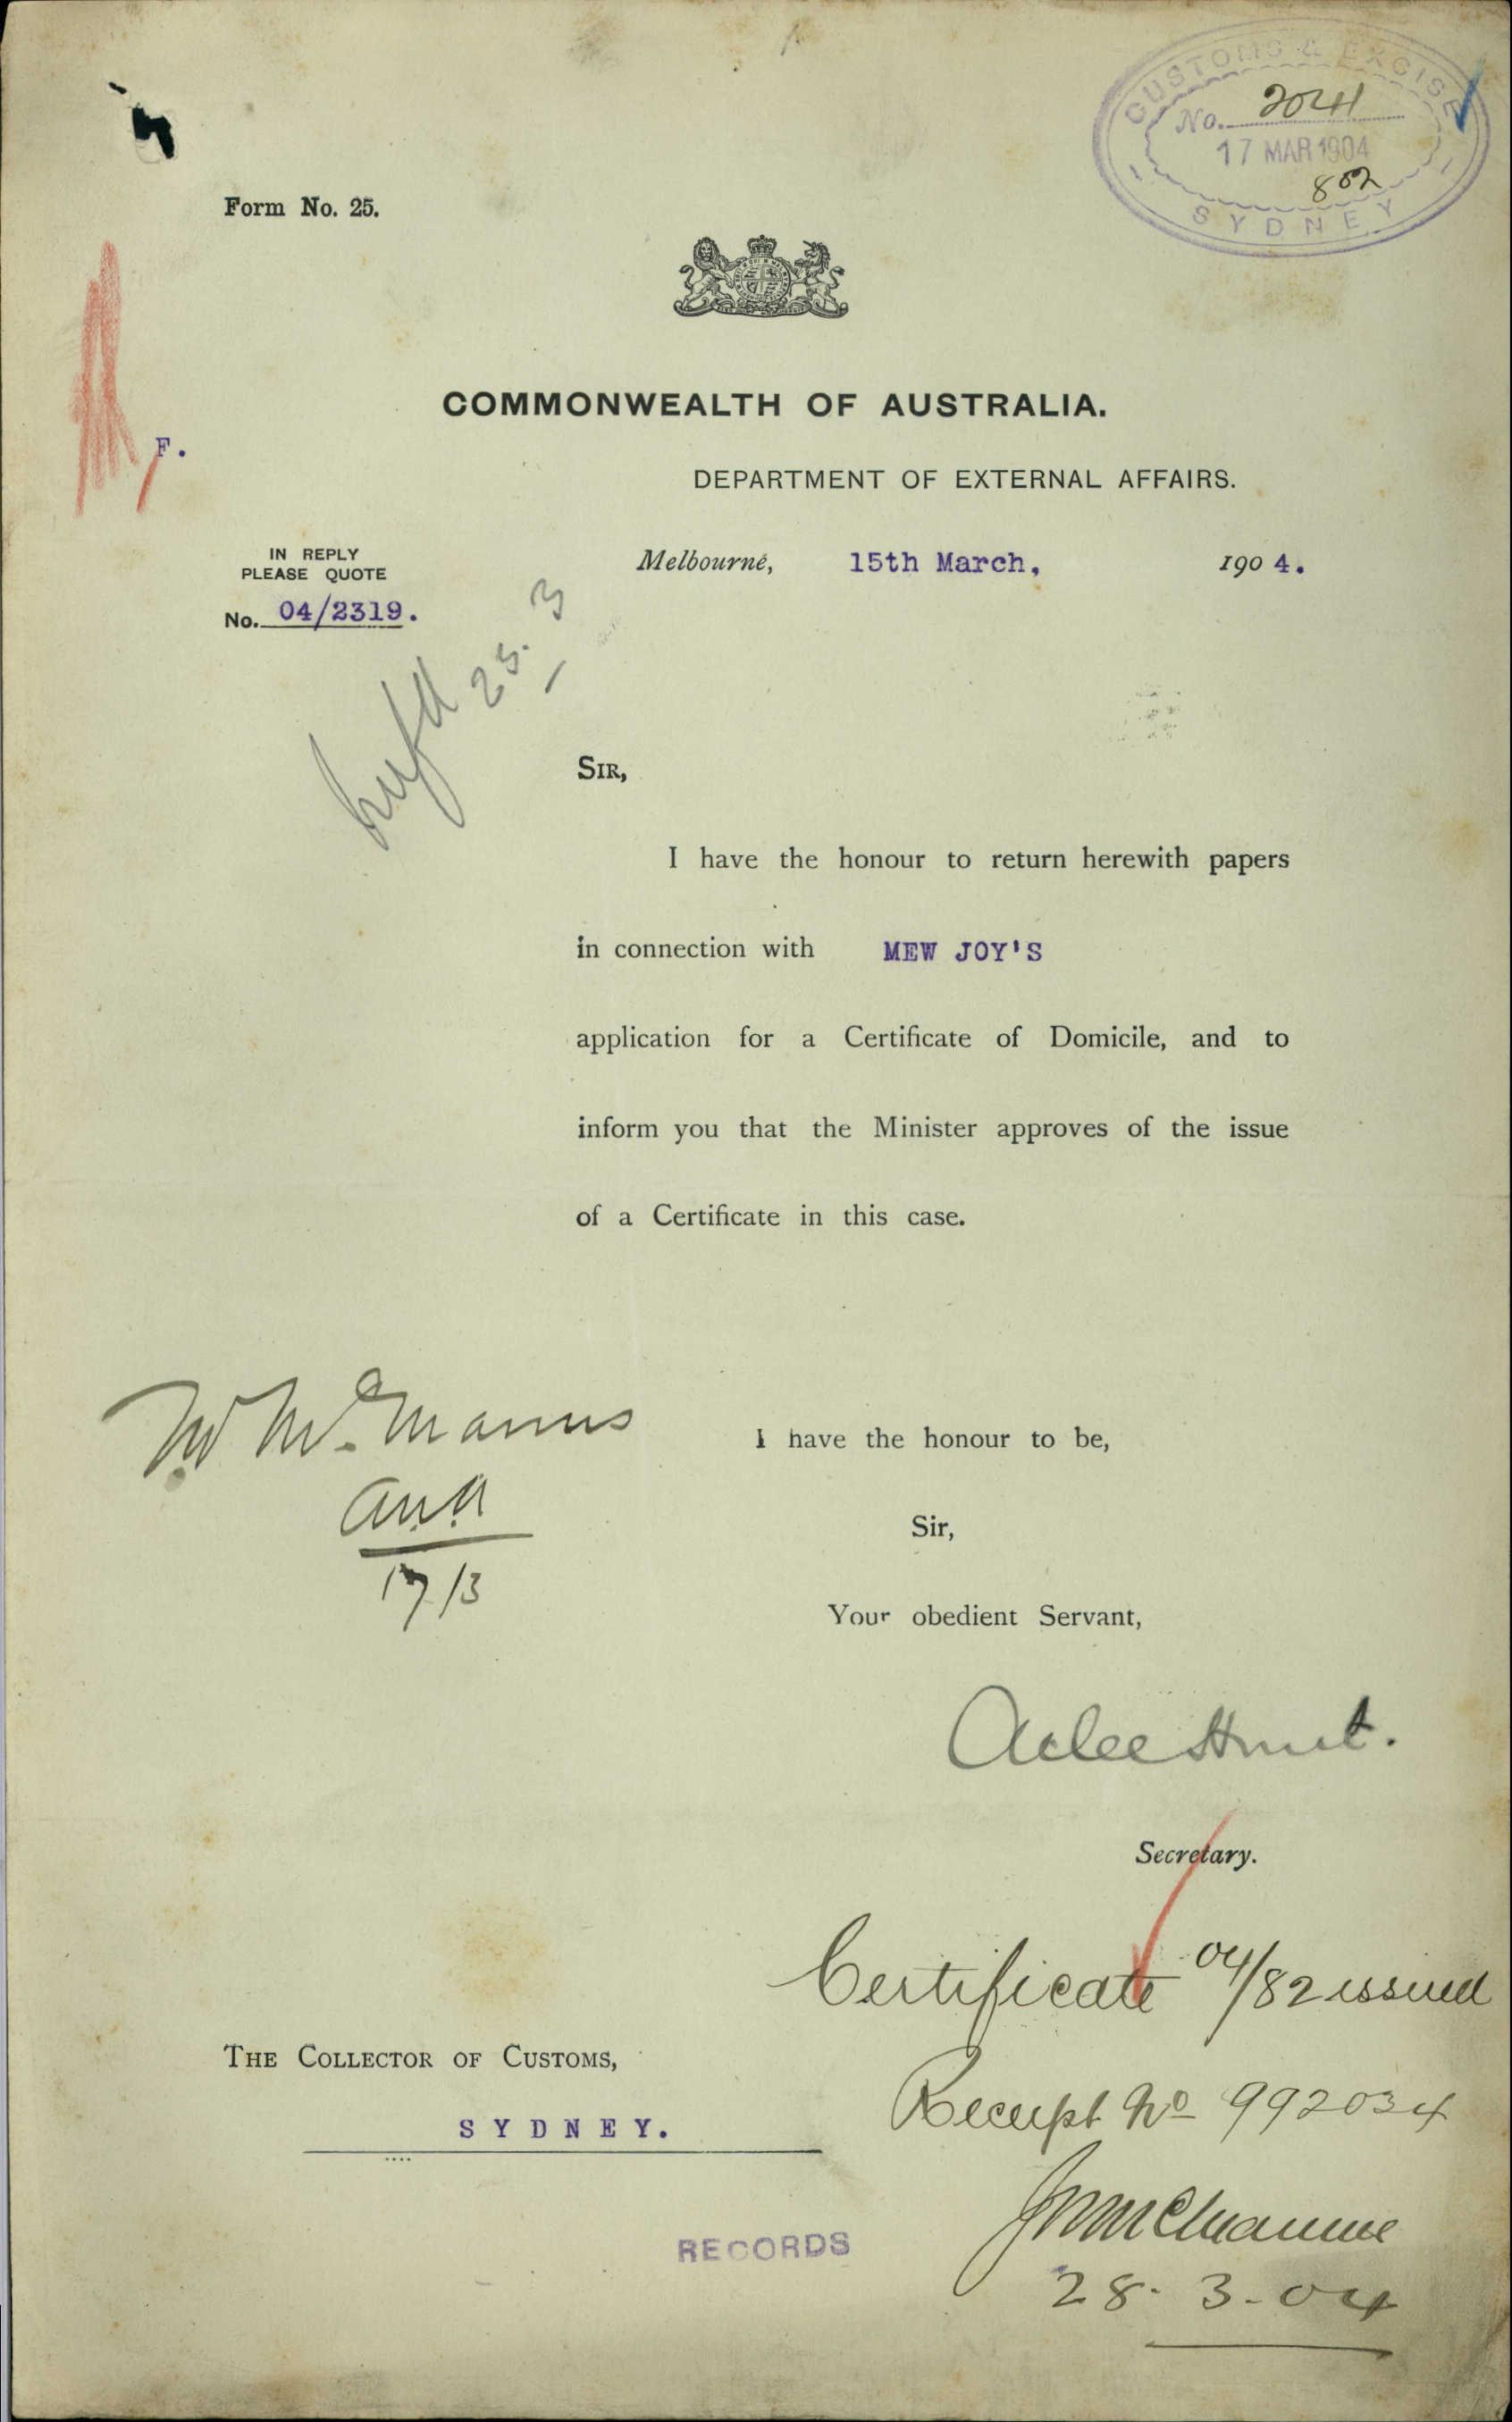 CUSTOMS & EXCISE
No. 2041
17 MAR 1904
802
SYDNEY
Form No. 25.
COMMONWEALTH OF AUSTRALIA.
F.
DEPARTMENT OF EXTERNAL AFFAIRS.
IN REPLY
PLEASE QUOTE
No. 04/2319.
Melbourne, 15th March, 1904.
SIR,
I have the honour to return herewith papers
in connection with MEW JOY'S
application for a Certificate of Domicile, and to
inform you that the Minister approves of the issue
of a Certificate in this case.
Mr McManus
17/3
I have the honour to be,
Sir,
Your obedient Servant,
Atlee Hunt.
Secretary.
Certificate 04/82 issued
THE COLLECTOR OF CUSTOMS,
Receipt No 992034
SYDNEY.
RECORDS
28. 3. 04